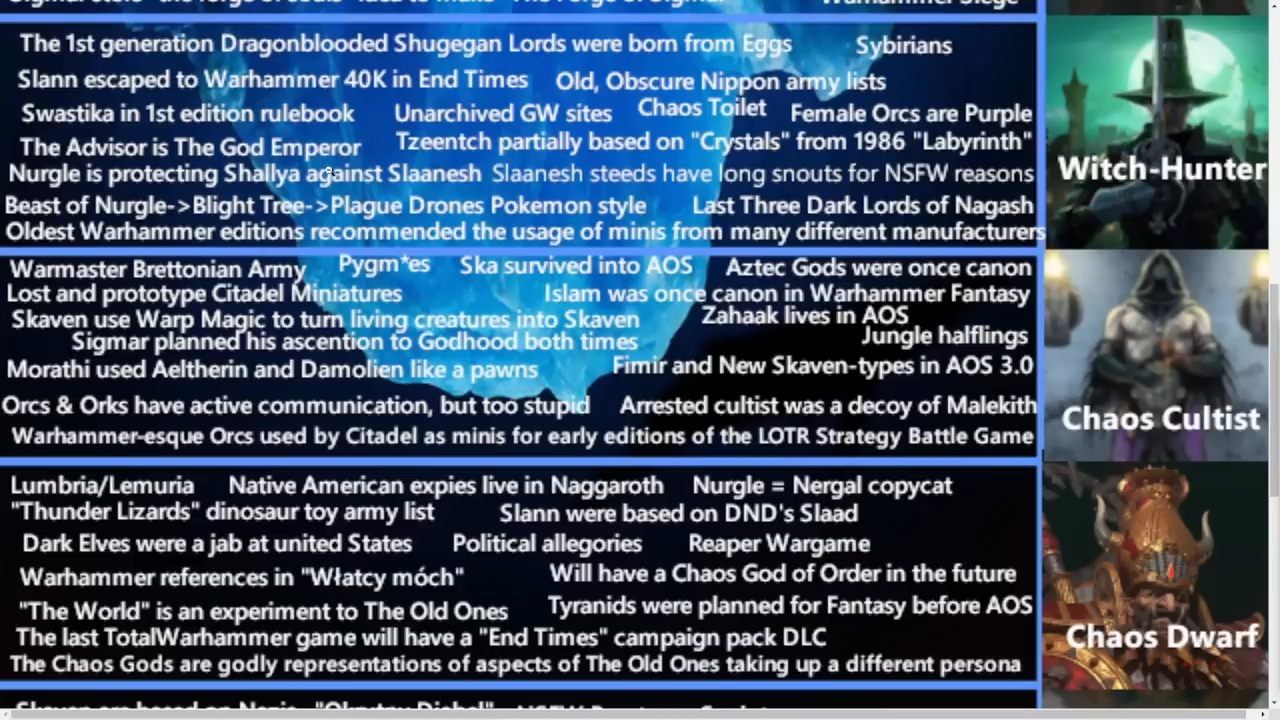 The 1st generation Dragonblooded Shugegan Lords were born from Eggs Sybirians
Slann escaped to Warhammer 40K in End Times Old, Obscure Nippon army lists
Swastika in 1st edition rulebook Unarchived GW sites Chaos Toilet Female Orcs are Purple
The Advisor is The God Emperor Tzeentch partially based on "Crystals" from 1986 "Labyrinth"
Nurgle is protecting Shallya against Slaanesh Slaanesh steeds have long snouts for NSFW reasons
Beast of Nurgle->Blight Tree->Plague Drones Pokemon style Last Three Dark Lords of Nagash
Oldest Warhammer editions recommended the usage of minis from many different manufacturers
Witch-Hunter
Warmaster Brettonian Army Pygm*es Ska survived into AOS Aztec Gods were once canon
Lost and prototype Citadel Miniatures Islam was once canon in Warhammer Fantasy
Skaven use Warp Magic to turn living creatures into Skaven Zahaak lives in AOS
Sigmar planned his ascention to Godhood both times Jungle halflings
Morathi used Aeltherin and Damolien like a pawns Fimir and New Skaven-types in AOS 3.0
Orcs & Orks have active communication, but too stupid Arrested cultist was a decoy of Malekith
Warhammer-esque Orcs used by Citadel as minis for early editions of the LOTR Strategy Battle Game
Chaos Cultist
Lumbria/Lemuria Native American expies live in Naggaroth Nurgle = Nergal copycat
"Thunder Lizards" dinosaur toy army list Slann were based on DND's Slaad
Dark Elves were a jab at united States Political allegories Reaper Wargame
Warhammer references in "Włatcy móch" Will have a Chaos God of Order in the future
"The World" is an experiment to The Old Ones Tyranids were planned for Fantasy before AOS
The last TotalWarhammer game will have a "End Times" campaign pack DLC
The Chaos Gods are godly representations of aspects of The Old Ones taking up a different persona
Chaos Dwarf